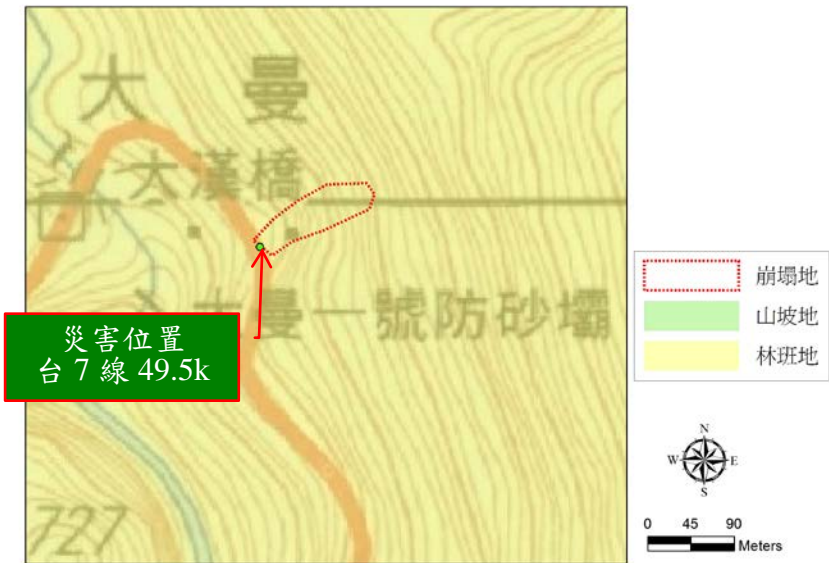 大 曼
大漢橋
大曼一號防砂壩
災害位置
台 7 線 49.5k
727
崩塌地
山坡地
林班地
N
W E
S
0 45 90
Meters